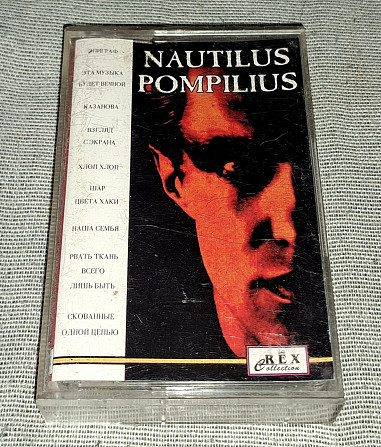 NAUTILUS
POMPILIUS
ЭПИГРАФ
ЭТА МУЗЫКА
БУДЕТ ВЕЧНОЙ
КАЗАНОВА
ВЗГЛЯД
С ЭКРАНА
ХЛОП ХЛОП
ШАР
ЦВЕТА ХАКИ
НАША СЕМЬЯ
РВАТЬ ТКАНЬ
ВСЕГО
ЛИШЬ БЫТЬ
СКОВАННЫЕ
ОДНОЙ ЦЕПЬЮ
REX
Collection